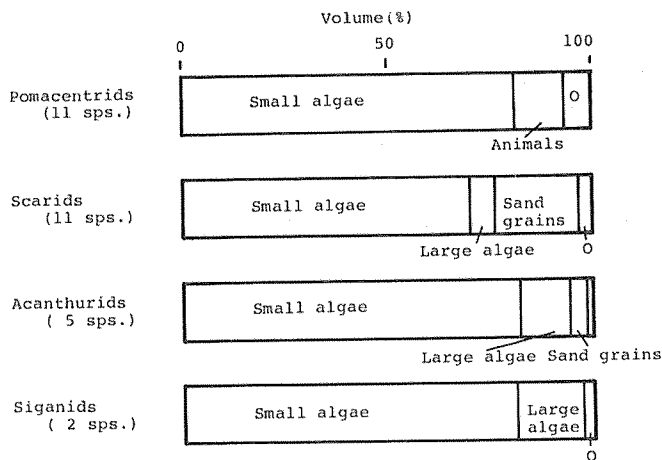 Volume(%)
0 50 100
Pomacentrids
(11 sps.)
Small algae
O
Animals
Scarids
(11 sps.)
Small algae
Sand
grains
Large algae
O
Acanthurids
( 5 sps.)
Small algae
Large algae Sand grains
Siganids
( 2 sps.)
Small algae
Large
algae
O